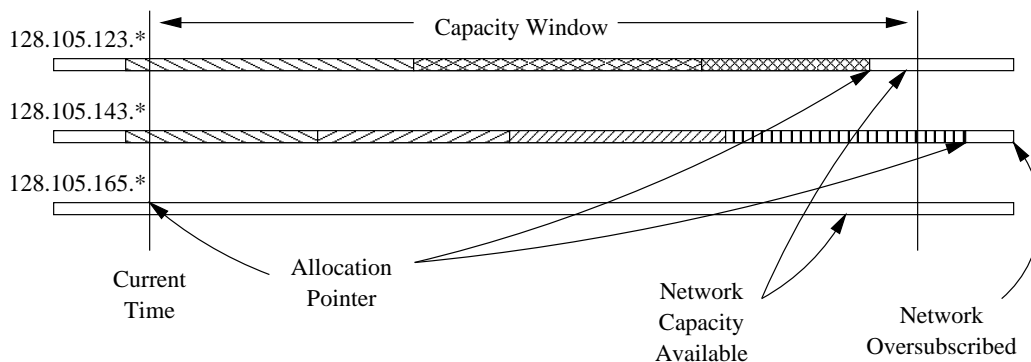 Capacity Window
128.105.123.*
128.105.143.*
128.105.165.*
Current
Time
Allocation
Pointer
Network
Capacity
Available
Network
Oversubscribed